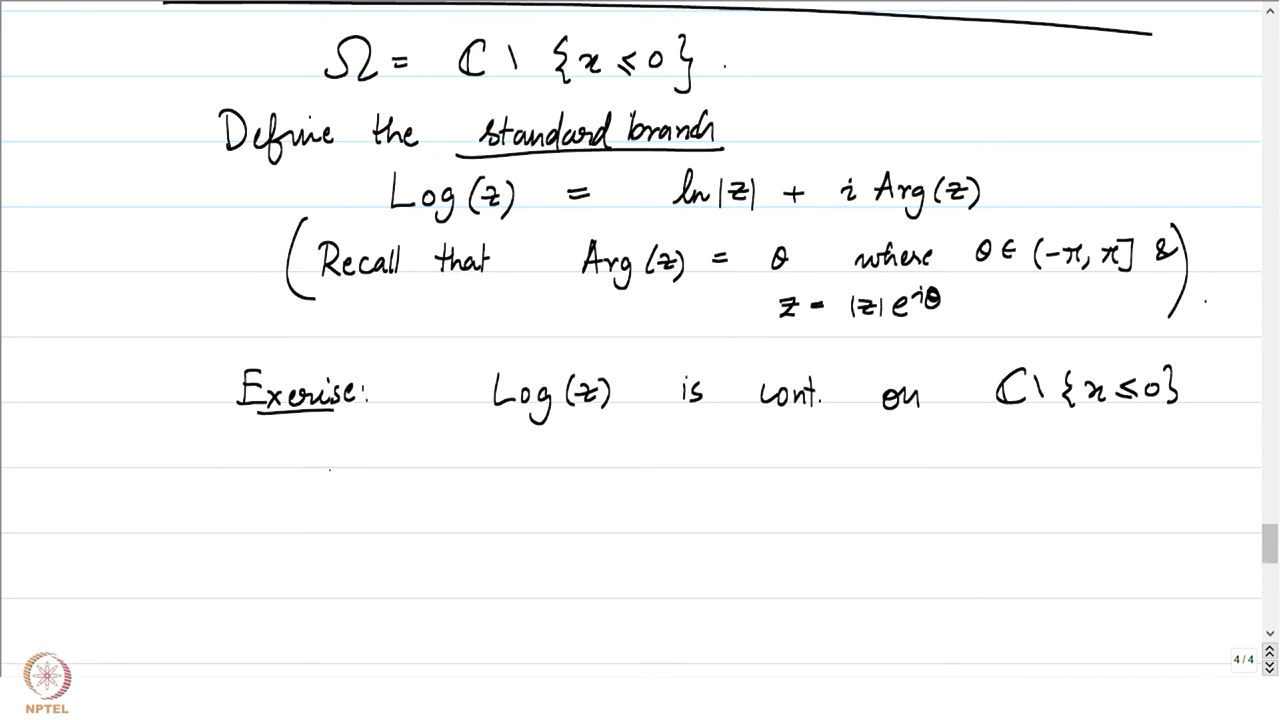 Ω = ℂ \ {x ≤ 0}.
Define the standard branch
Log(z) = ln|z| + i Arg(z)
(Recall that Arg(z) = θ where θ ∈ (-π, π] &
z = |z| e^{iθ}).
Exerise: Log(z) is cont. on ℂ \ {x ≤ 0}
4 / 4
NPTEL